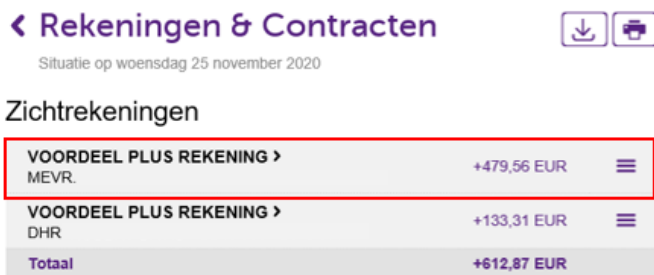 Rekeningen & Contracten
Situatie op woensdag 25 november 2020
Zichtrekeningen
VOORDEEL PLUS REKENING >
MEVR.
+479,56 EUR
VOORDEEL PLUS REKENING >
DHR
+133,31 EUR
Totaal +612,87 EUR